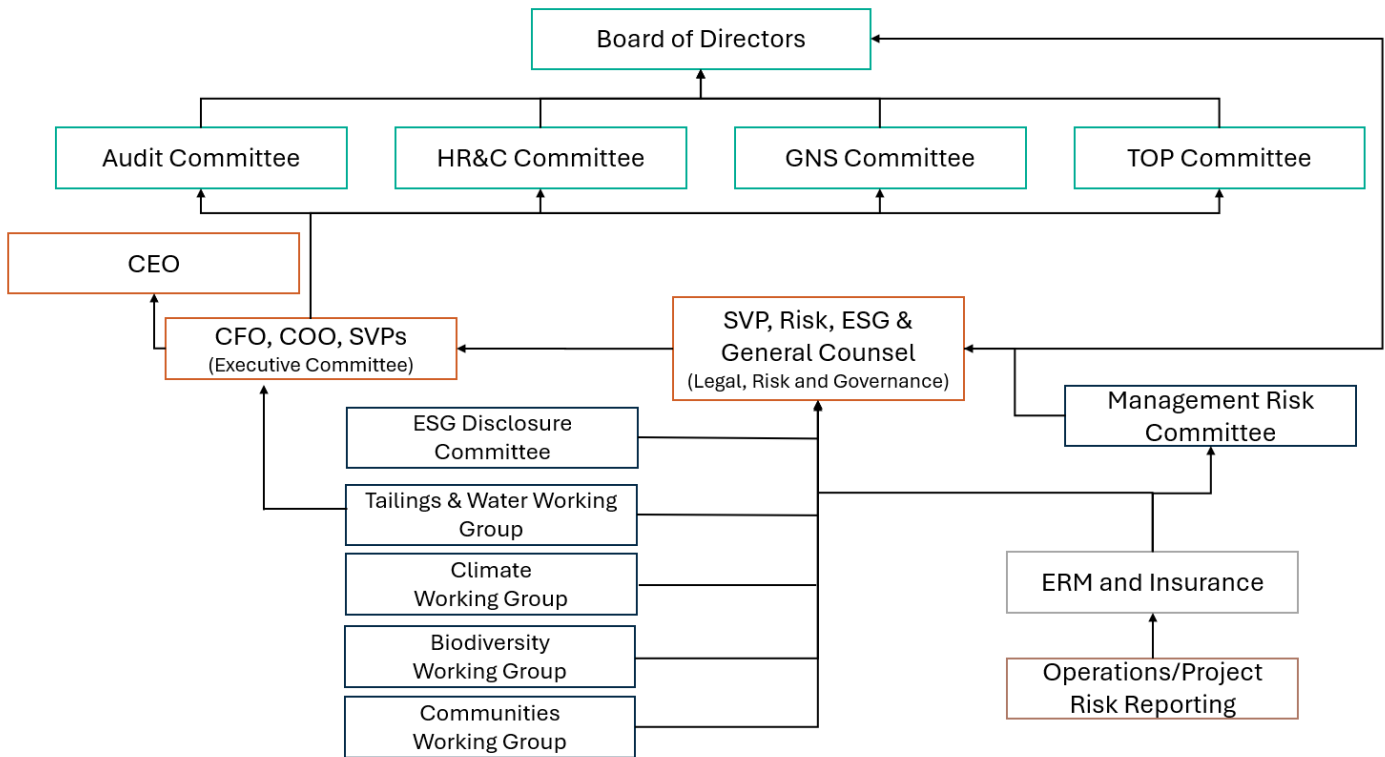 Board of Directors
Audit Committee
HR&C Committee
GNS Committee
TOP Committee
CEO
CFO, COO, SVPs
(Executive Committee)
SVP, Risk, ESG &
General Counsel
(Legal, Risk and Governance)
Management Risk
Committee
ESG Disclosure
Committee
Tailings & Water Working
Group
Climate
Working Group
Biodiversity
Working Group
Communities
Working Group
ERM and Insurance
Operations/Project
Risk Reporting